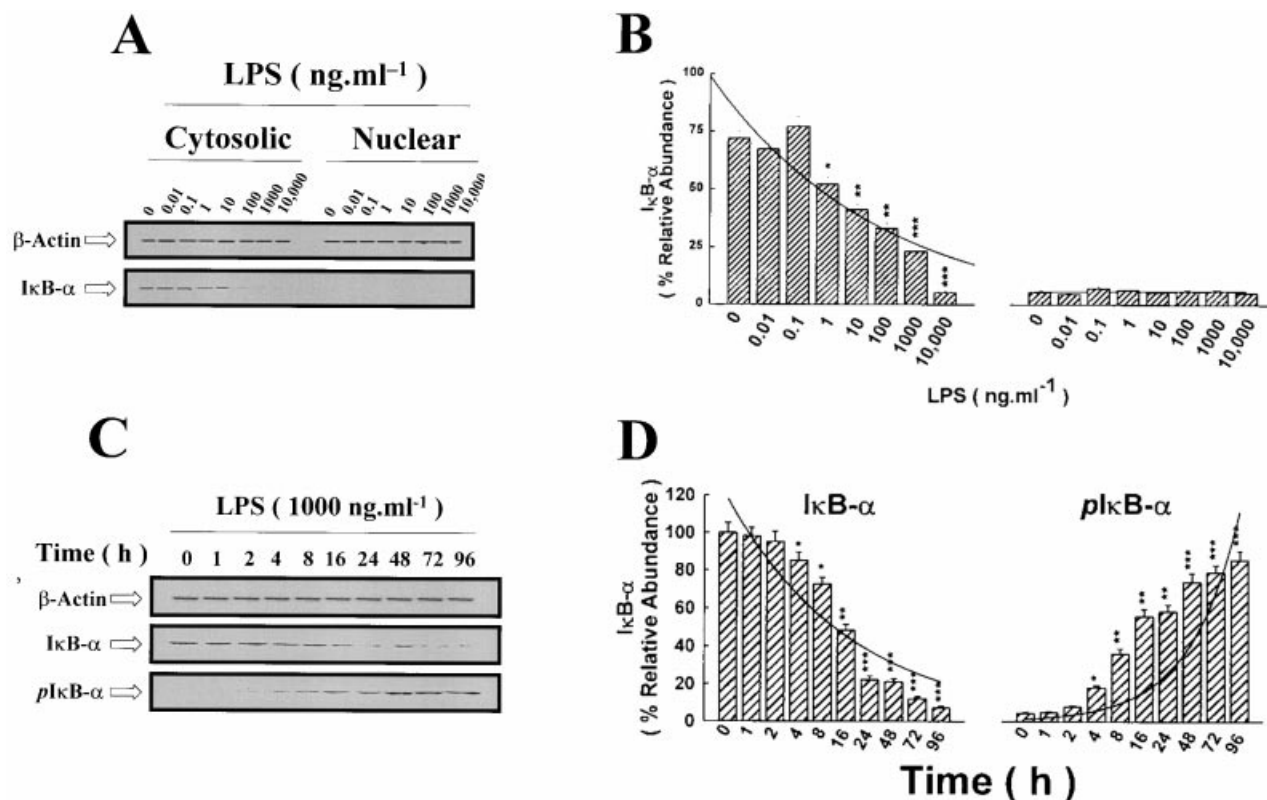 A
LPS ( ng.ml⁻¹ )
Cytosolic Nuclear
0 0.01 0.1 1 10 100 1000 10,000 0 0.01 0.1 1 10 100 1000 10,000
β-Actin
IκB-α
B
IκB-α
( % Relative Abundance )
100
75
50
25
0
* ** ** *** ***
0 0.01 0.1 1 10 100 1000 10,000 0 0.01 0.1 1 10 100 1000 10,000
LPS ( ng.ml⁻¹ )
C
LPS ( 1000 ng.ml⁻¹ )
Time ( h ) 0 1 2 4 8 16 24 48 72 96
β-Actin
IκB-α
pIκB-α
D
IκB-α
( % Relative Abundance )
120
100
80
60
40
20
0
IκB-α pIκB-α
* * ** *** *** *** *** * ** ** ** *** *** ***
0 1 2 4 8 16 24 48 72 96 0 1 2 4 8 16 24 48 72 96
Time ( h )